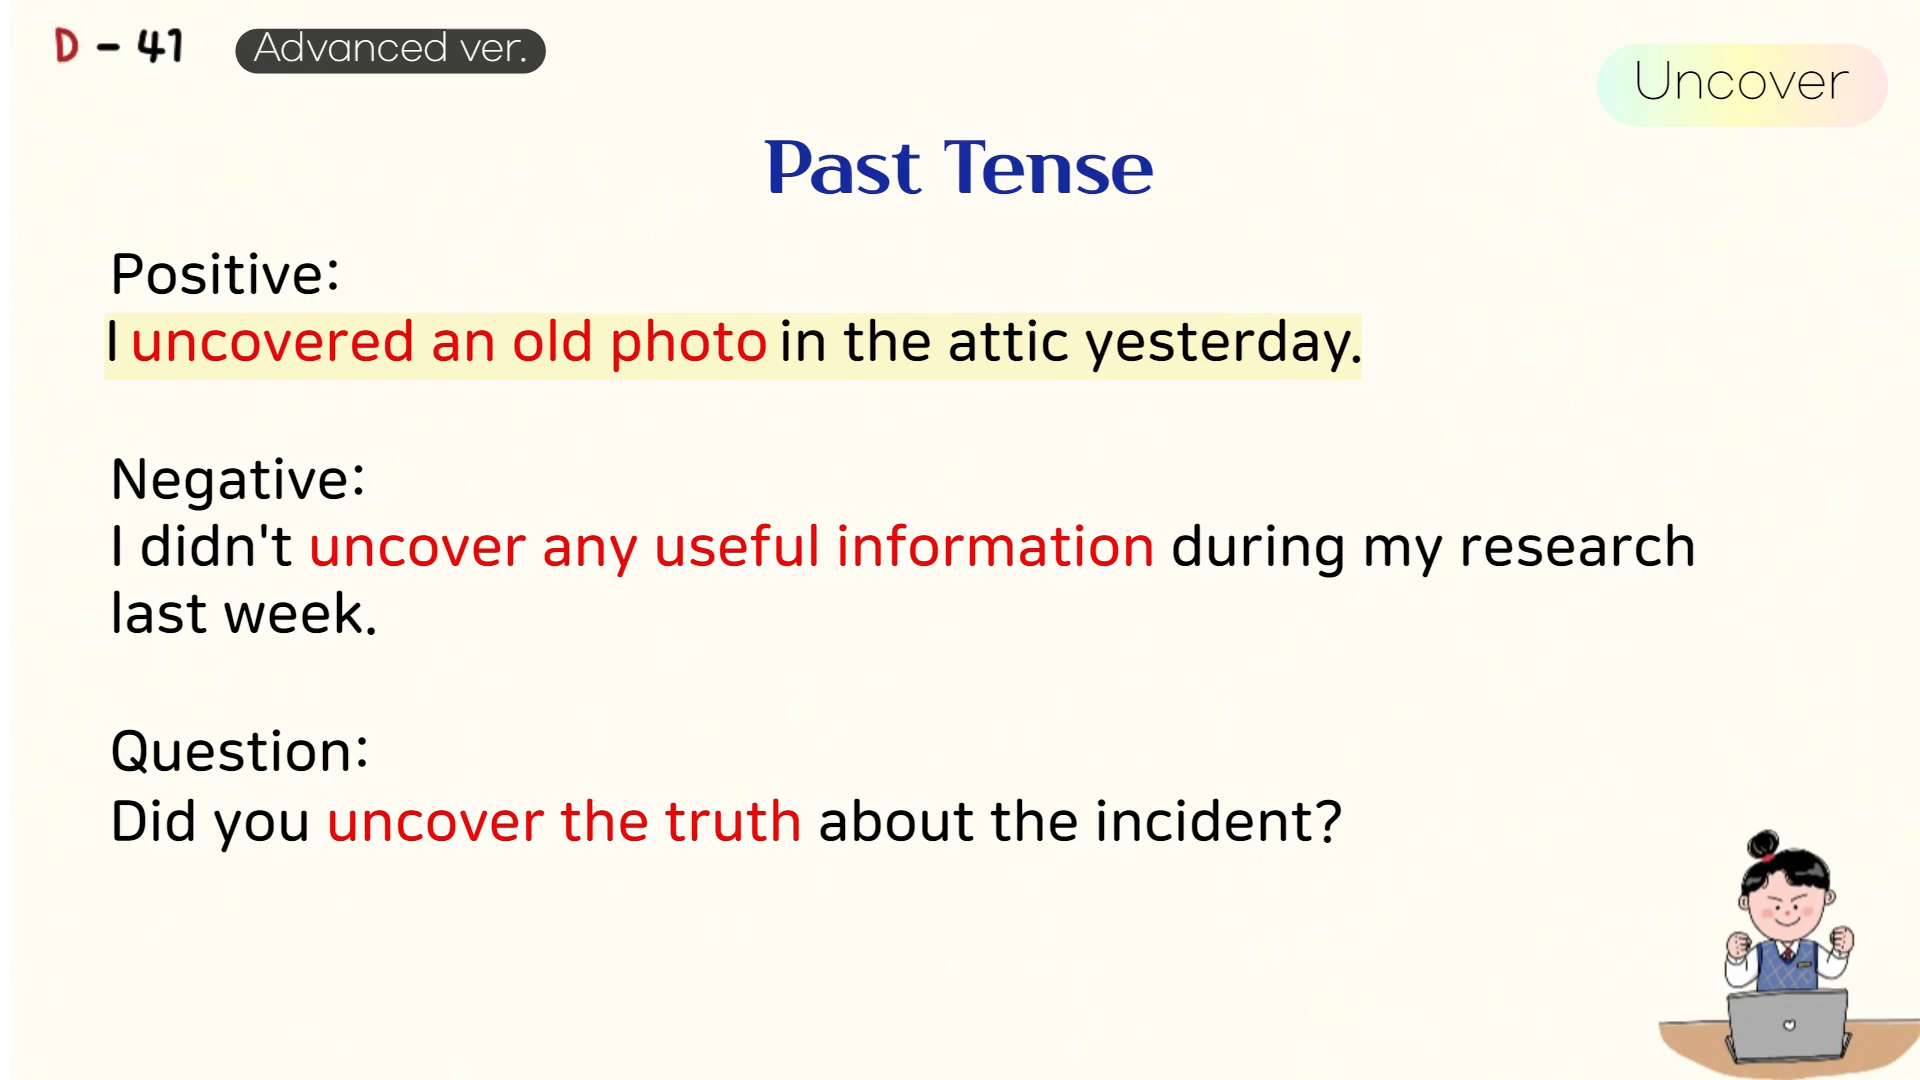 D - 41
Advanced ver.
Uncover
Past Tense
Positive:
I uncovered an old photo in the attic yesterday.
Negative:
I didn't uncover any useful information during my research
last week.
Question:
Did you uncover the truth about the incident?